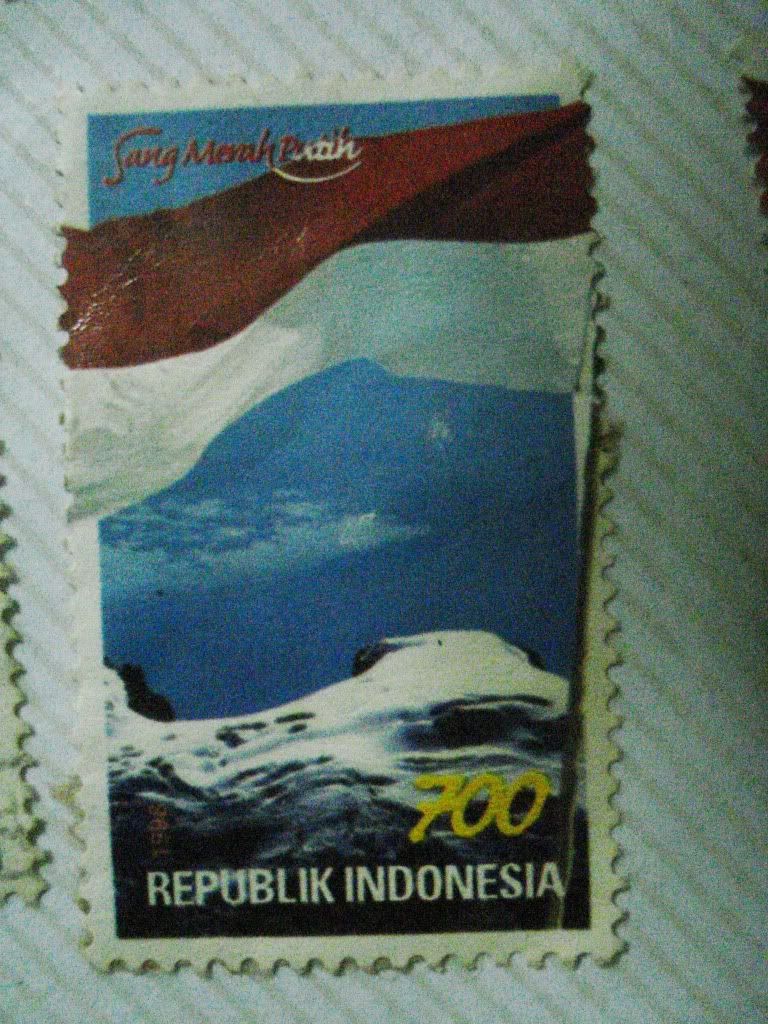 Sang Merah Putih
700
REPUBLIK INDONESIA